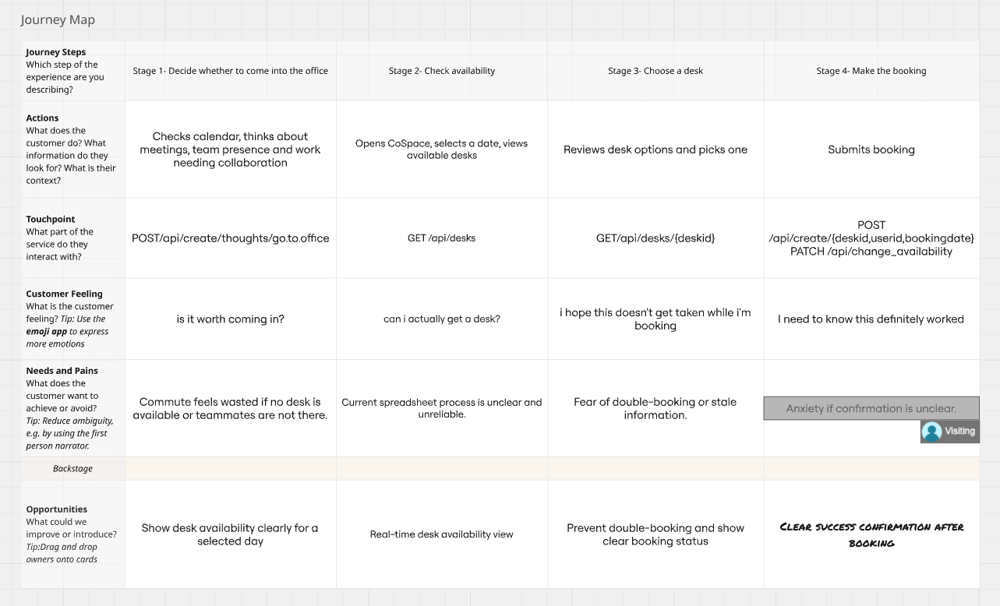 Journey Map
Journey Steps
Which step of the
experience are you
describing?
Stage 1- Decide whether to come into the office
Stage 2- Check availability
Stage 3- Choose a desk
Stage 4- Make the booking
Actions
What does the
customer do? What
information do they
look for? What is their
context?
Checks calendar, thinks about
meetings, team presence and work
needing collaboration
Opens CoSpace, selects a date, views
available desks
Reviews desk options and picks one
Submits booking
Touchpoint
What part of the
service do they
interact with?
POST/api/create/thoughts/go.to.office
GET /api/desks
GET/api/desks/{deskid}
POST
/api/create/{deskid,userid,bookingdate}
PATCH /api/change_availability
Customer Feeling
What is the customer
feeling? Tip: Use the
emoji app to express
more emotions
is it worth coming in?
can i actually get a desk?
i hope this doesn't get taken while i'm
booking
I need to know this definitely worked
Needs and Pains
What does the
customer want to
achieve or avoid?
Tip: Reduce ambiguity,
e.g. by using the first
person narrator.
Commute feels wasted if no desk is
available or teammates are not there.
Current spreadsheet process is unclear and
unreliable.
Fear of double-booking or stale
information.
Anxiety if confirmation is unclear.
Visiting
Backstage
Opportunities
What could we
improve or introduce?
Tip:Drag and drop
owners onto cards
Show desk availability clearly for a
selected day
Real-time desk availability view
Prevent double-booking and show
clear booking status
Clear success confirmation after
booking